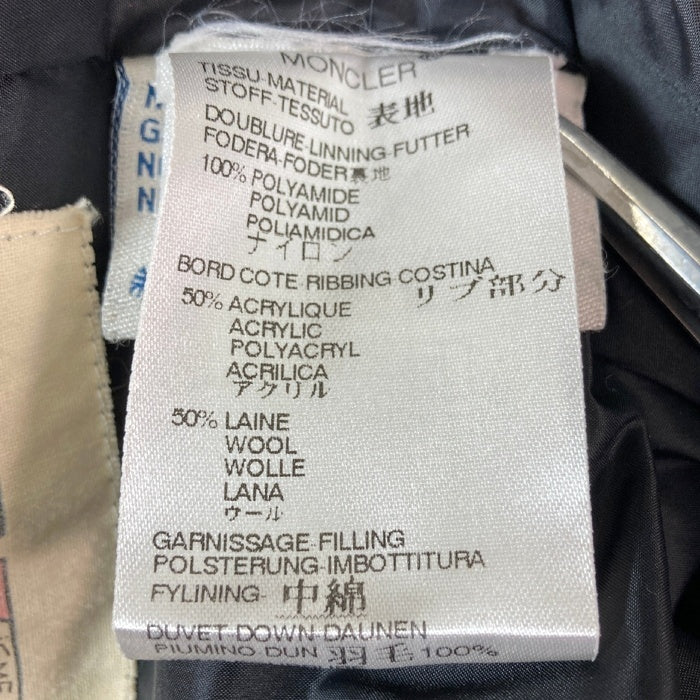 MONCLER
TISSU-MATERIAL
STOFF-TESSUTO 表地
DOUBLURE-LINNING-FUTTER
FODERA-FODER 裏地
100% POLYAMIDE
POLYAMID
POLIAMIDICA
ナイロン
BORD COTE-RIBBING COSTINA
リブ部分
50% ACRYLIQUE
ACRYLIC
POLYACRYL
ACRILICA
アクリル
50% LAINE
WOOL
WOLLE
LANA
ウール
GARNISSAGE-FILLING
POLSTERUNG-IMBOTTITURA
FYLINING- 中綿
DUVET-DOWN-DAUNEN
PIUMINO DUN 羽毛 100%